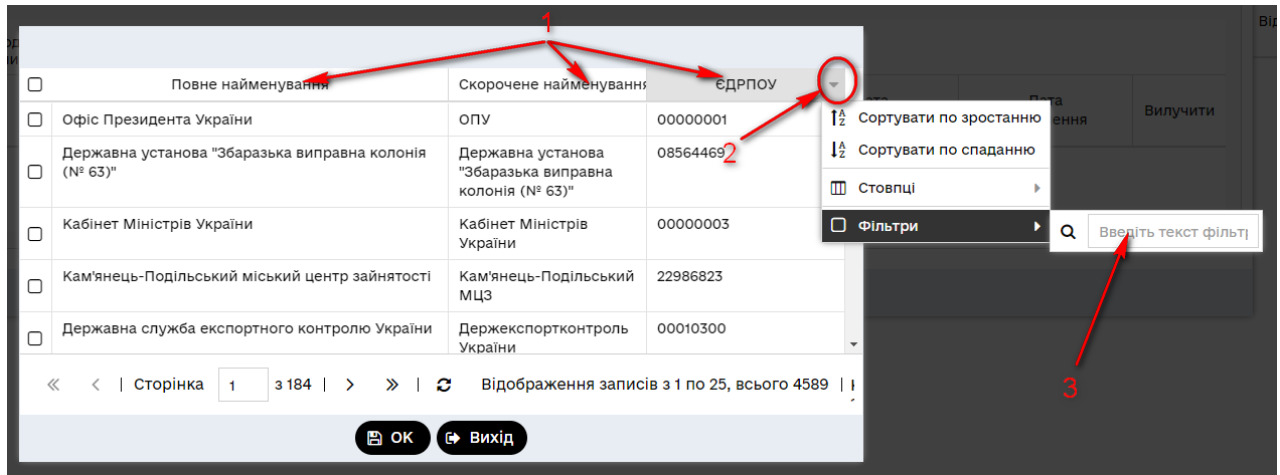 Від
1
Повне найменування
Скорочене найменування
ЄДРПОУ
Офіс Президента України
ОПУ
00000001
Сортувати по зростанню
Вилучити
Державна установа "Збаразька виправна колонія
(№ 63)"
Державна установа
"Збаразька виправна
колонія (№ 63)"
08564469
2
Сортувати по спаданню
Стовпці
Кабінет Міністрів України
Кабінет Міністрів
України
00000003
Фільтри
Введіть текст фільтр
Кам'янець-Подільський міський центр зайнятості
Кам'янець-Подільський
МЦЗ
22986823
Державна служба експортного контролю України
Держекспортконтроль
України
00010300
3
Сторінка 1 з 184
Відображення записів з 1 по 25, всього 4589
ОК
Вихід